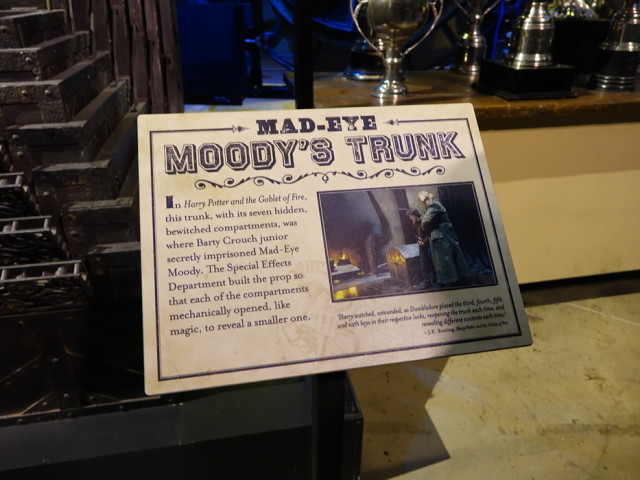 MAD-EYE
MOODY'S TRUNK
In Harry Potter and the Goblet of Fire,
this trunk, with its seven hidden,
bewitched compartments, was
where Barty Crouch junior
secretly imprisoned Mad-Eye
Moody. The Special Effects
Department built the prop so
that each of the compartments
mechanically opened, like
magic, to reveal a smaller one.
"Harry watched, astounded, as Dumbledore placed the third, fourth, fifth,
and sixth keys in their respective locks, reopening the trunk each time, and
revealing different contents each time."
– J.K. Rowling, Harry Potter and the Goblet of Fire